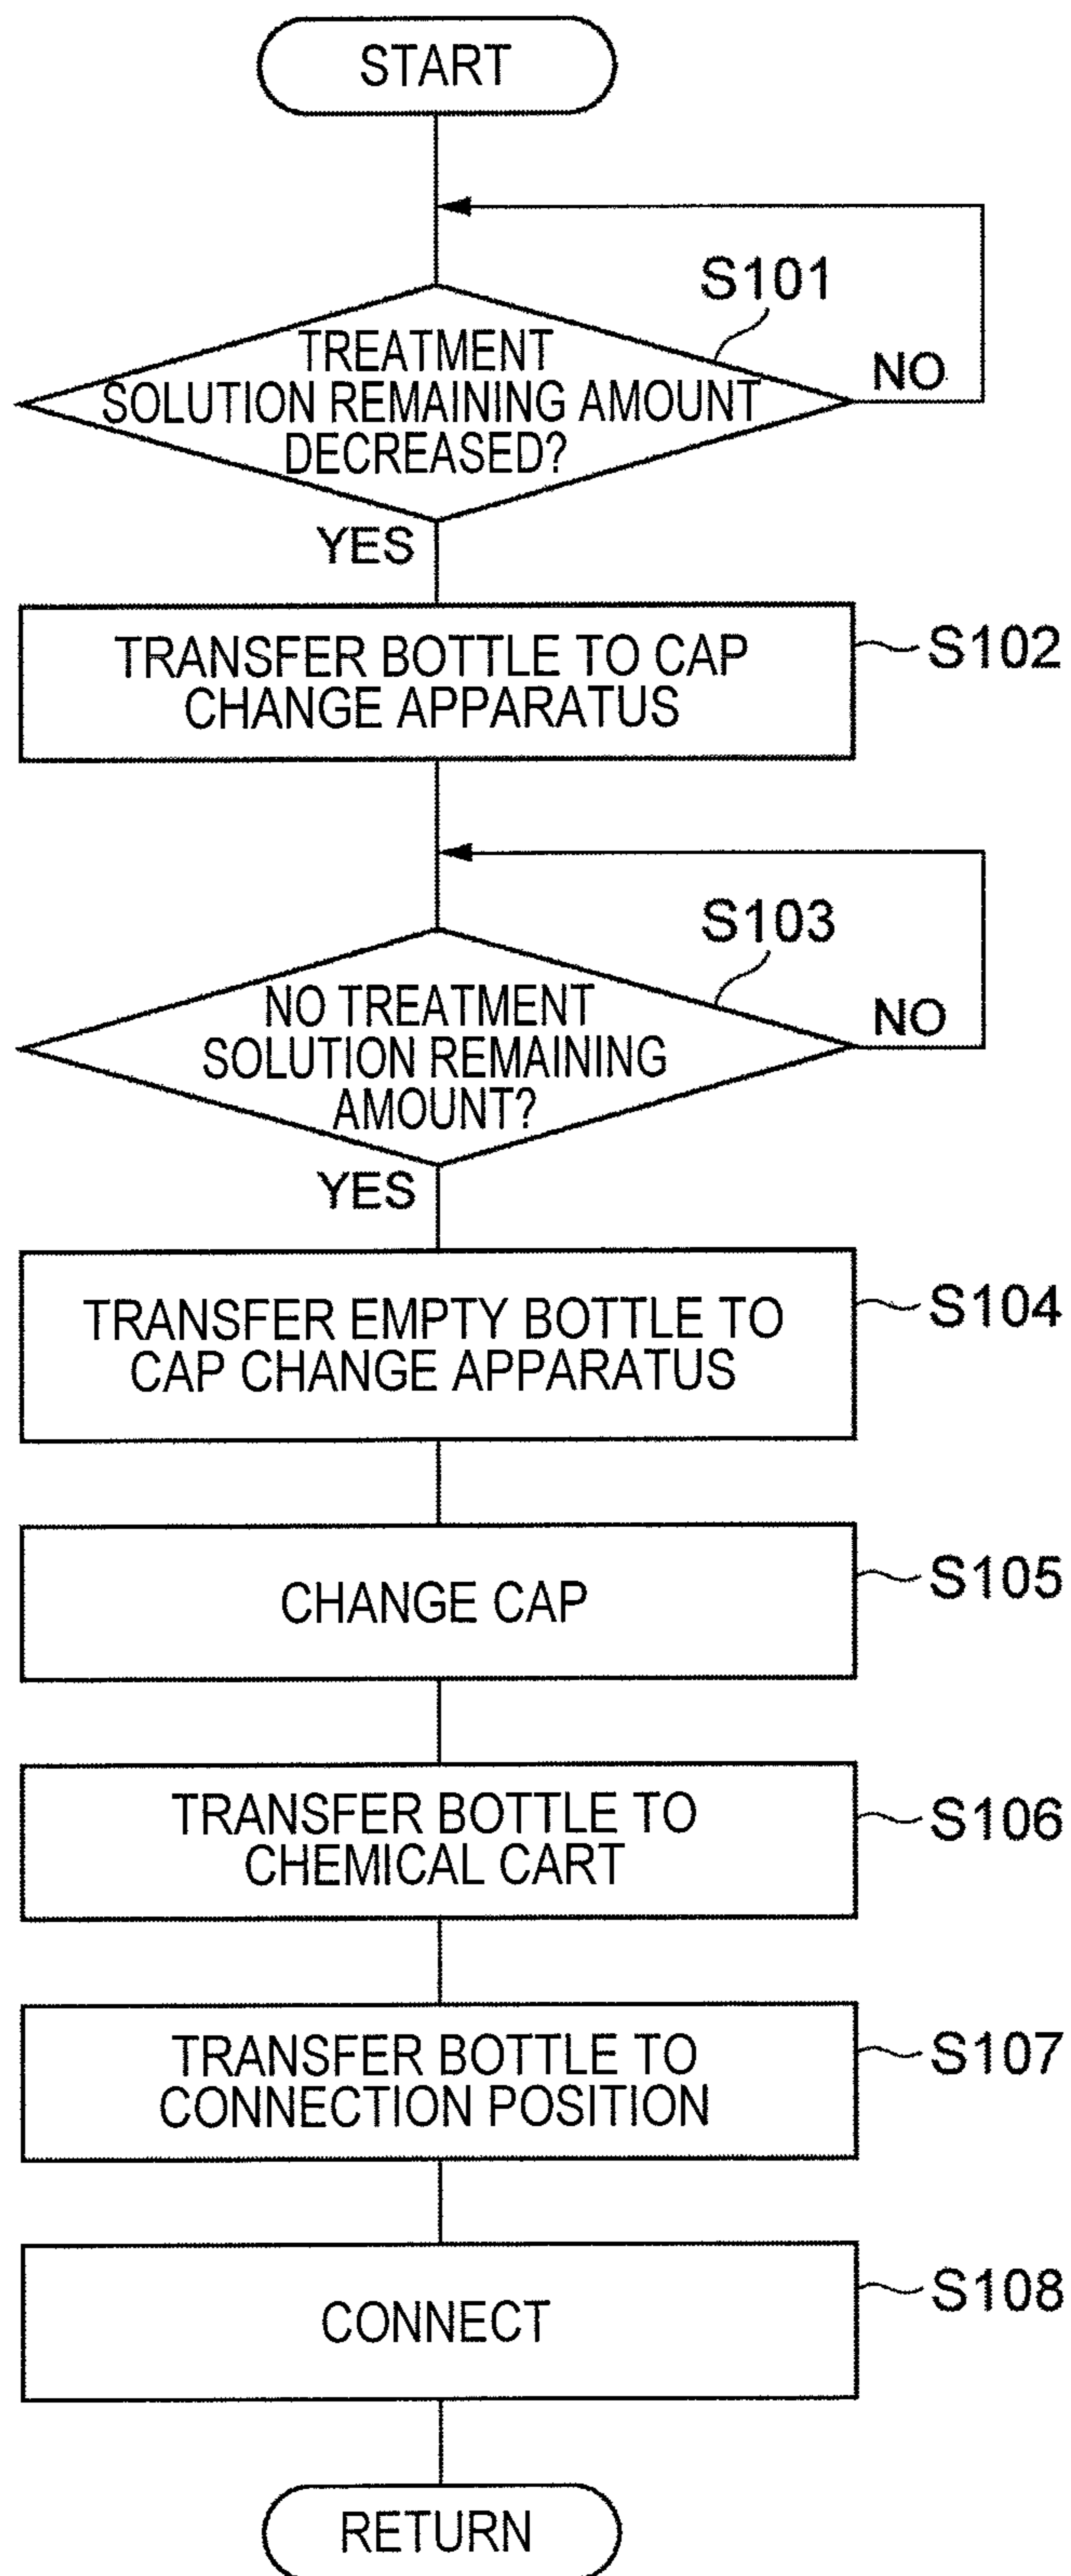 START
S101
TREATMENT
SOLUTION REMAINING AMOUNT
DECREASED?
NO
YES
TRANSFER BOTTLE TO CAP
CHANGE APPARATUS
S102
S103
NO TREATMENT
SOLUTION REMAINING
AMOUNT?
NO
YES
TRANSFER EMPTY BOTTLE TO
CAP CHANGE APPARATUS
S104
CHANGE CAP
S105
TRANSFER BOTTLE TO
CHEMICAL CART
S106
TRANSFER BOTTLE TO
CONNECTION POSITION
S107
CONNECT
S108
RETURN